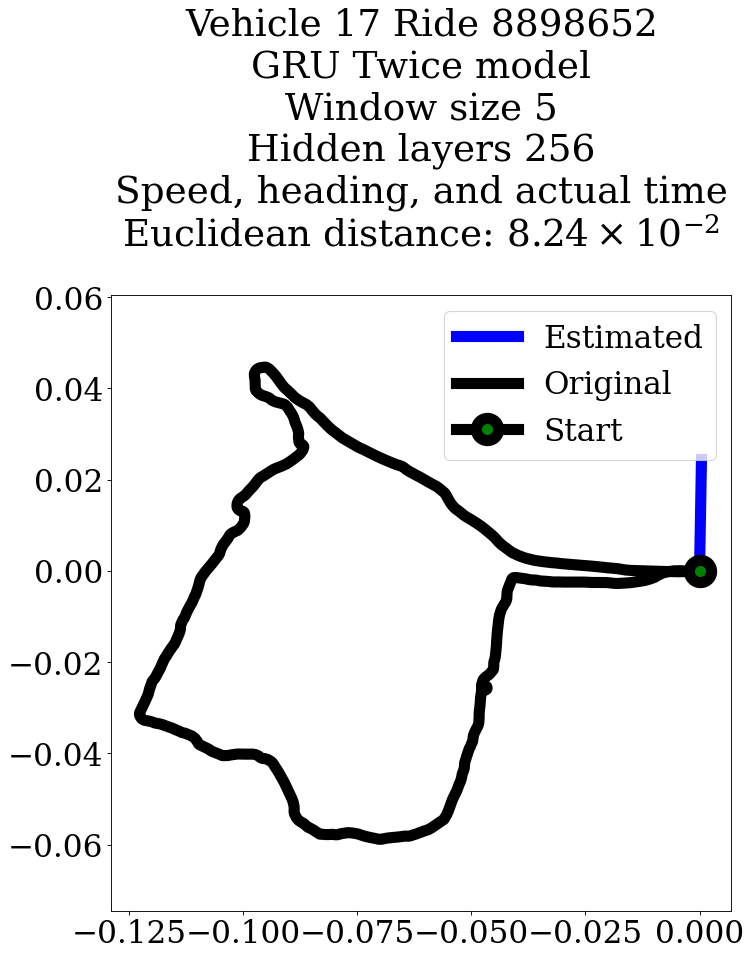 Vehicle 17 Ride 8898652
GRU Twice model
Window size 5
Hidden layers 256
Speed, heading, and actual time
Euclidean distance: 8.24 × 10⁻²
0.06
Estimated
0.04
Original
Start
0.02
0.00
−0.02
−0.04
−0.06
−0.125 −0.100 −0.075 −0.050 −0.025 0.000